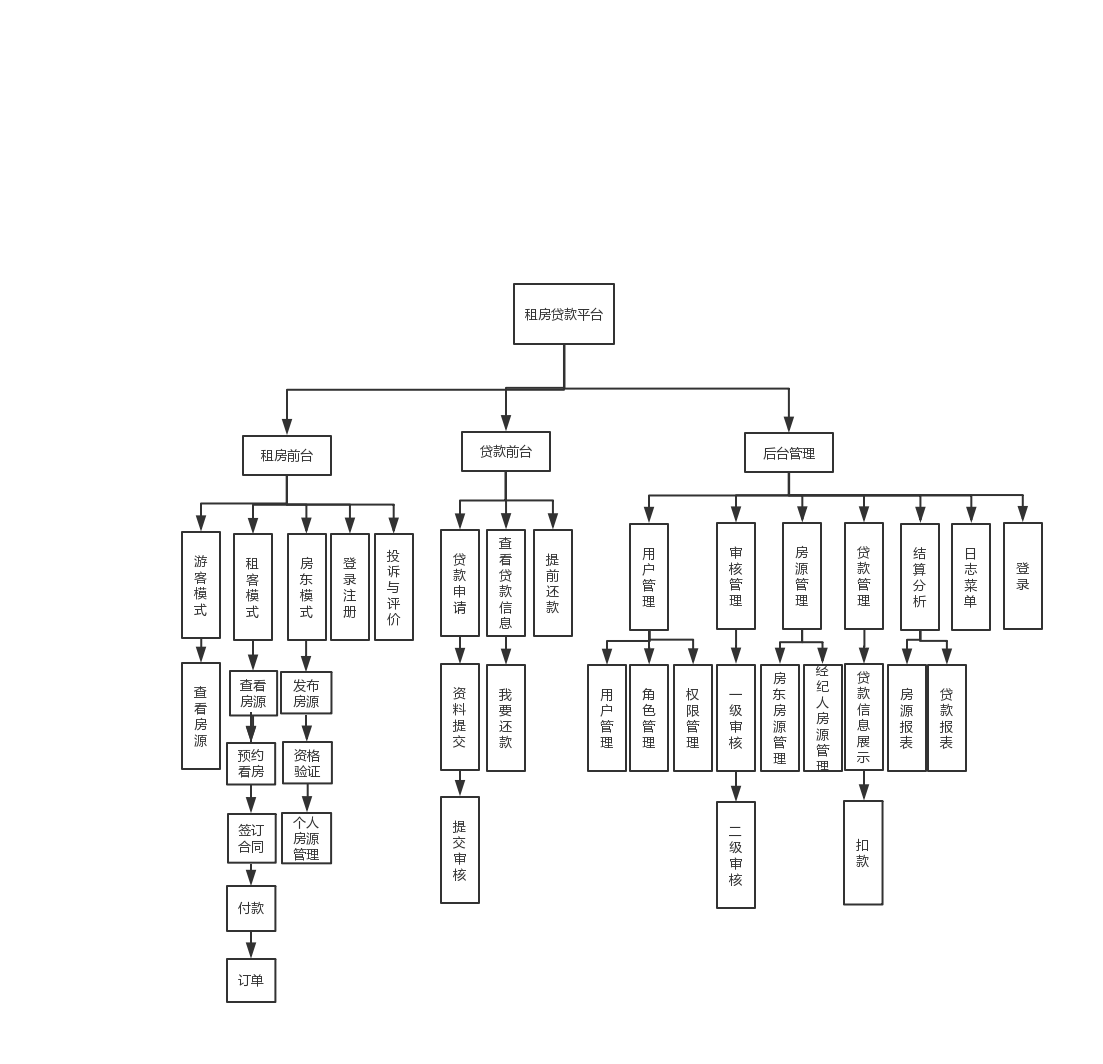 租房贷款平台
租房前台
贷款前台
后台管理
游客模式
租客模式
房东模式
登录注册
投诉与评价
贷款申请
查看贷款信息
提前还款
用户管理
审核管理
房源管理
贷款管理
结算分析
日志菜单
登录
查看房源
查看
房源
发布
房源
资料提交
我要还款
用户管理
角色管理
权限管理
一级审核
房东房源管理
经纪人房源管理
贷款信息展示
房源报表
贷款报表
预约
看房
资格
验证
签订
合同
个人
房源
管理
提交审核
二级审核
扣款
付款
订单